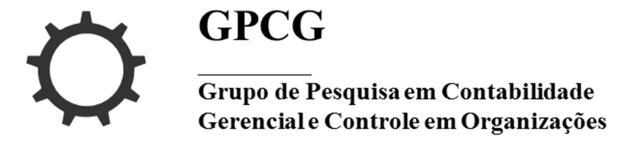 GPCG
Grupo de Pesquisa em Contabilidade
Gerencial e Controle em Organizações